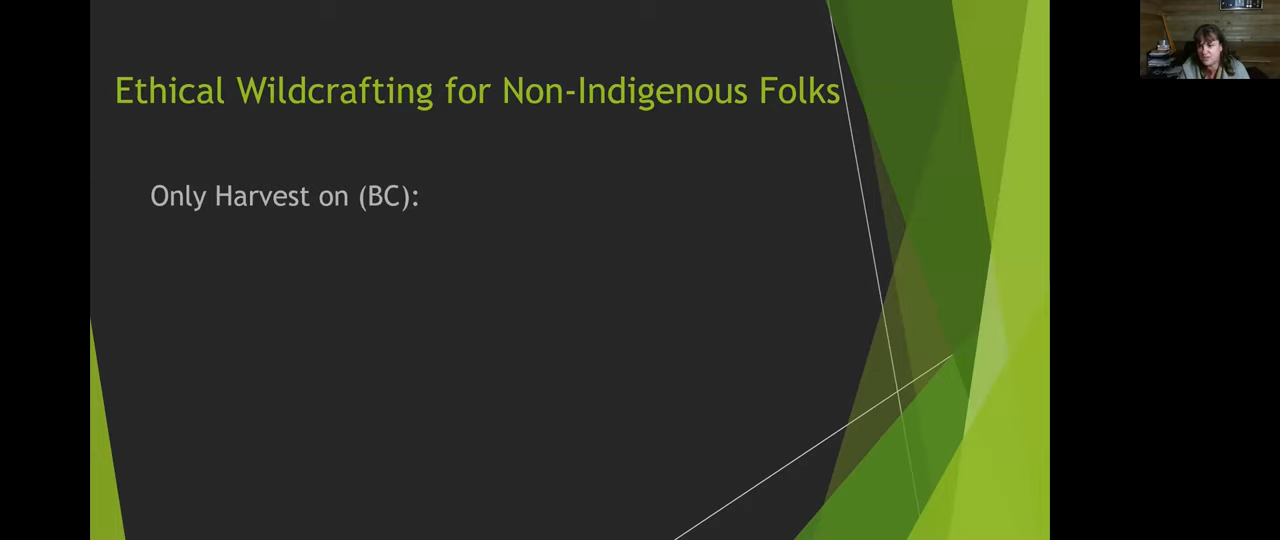 Ethical Wildcrafting for Non-Indigenous Folks
Only Harvest on (BC):